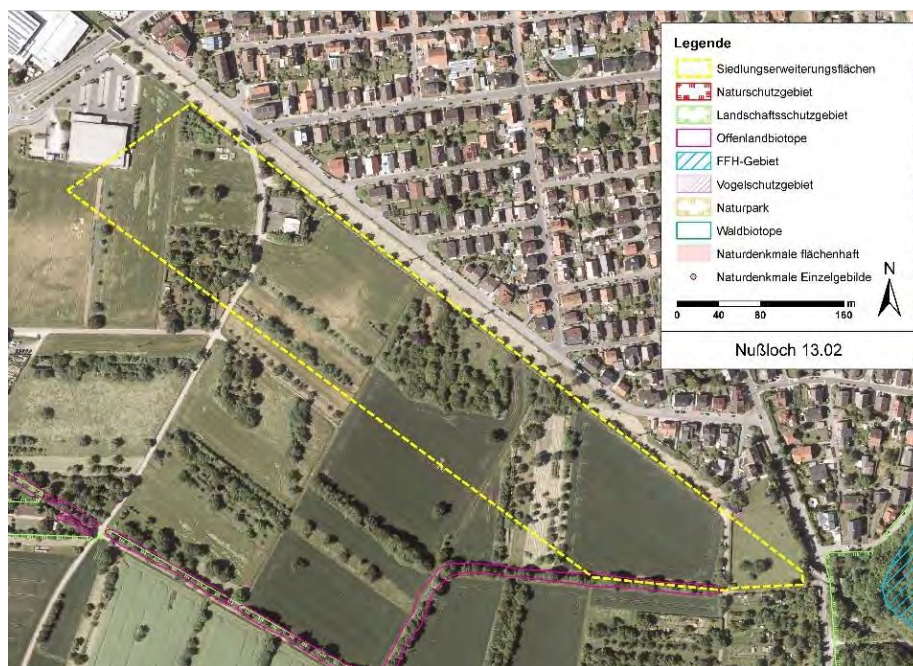 Legende
Siedlungserweiterungsflächen
Naturschutzgebiet
Landschaftsschutzgebiet
Offenlandbiotope
FFH-Gebiet
Vogelschutzgebiet
Naturpark
Waldbiotope
Naturdenkmale flächenhaft
Naturdenkmale Einzelgebilde
m
0 40 80 160
N
Nußloch 13.02